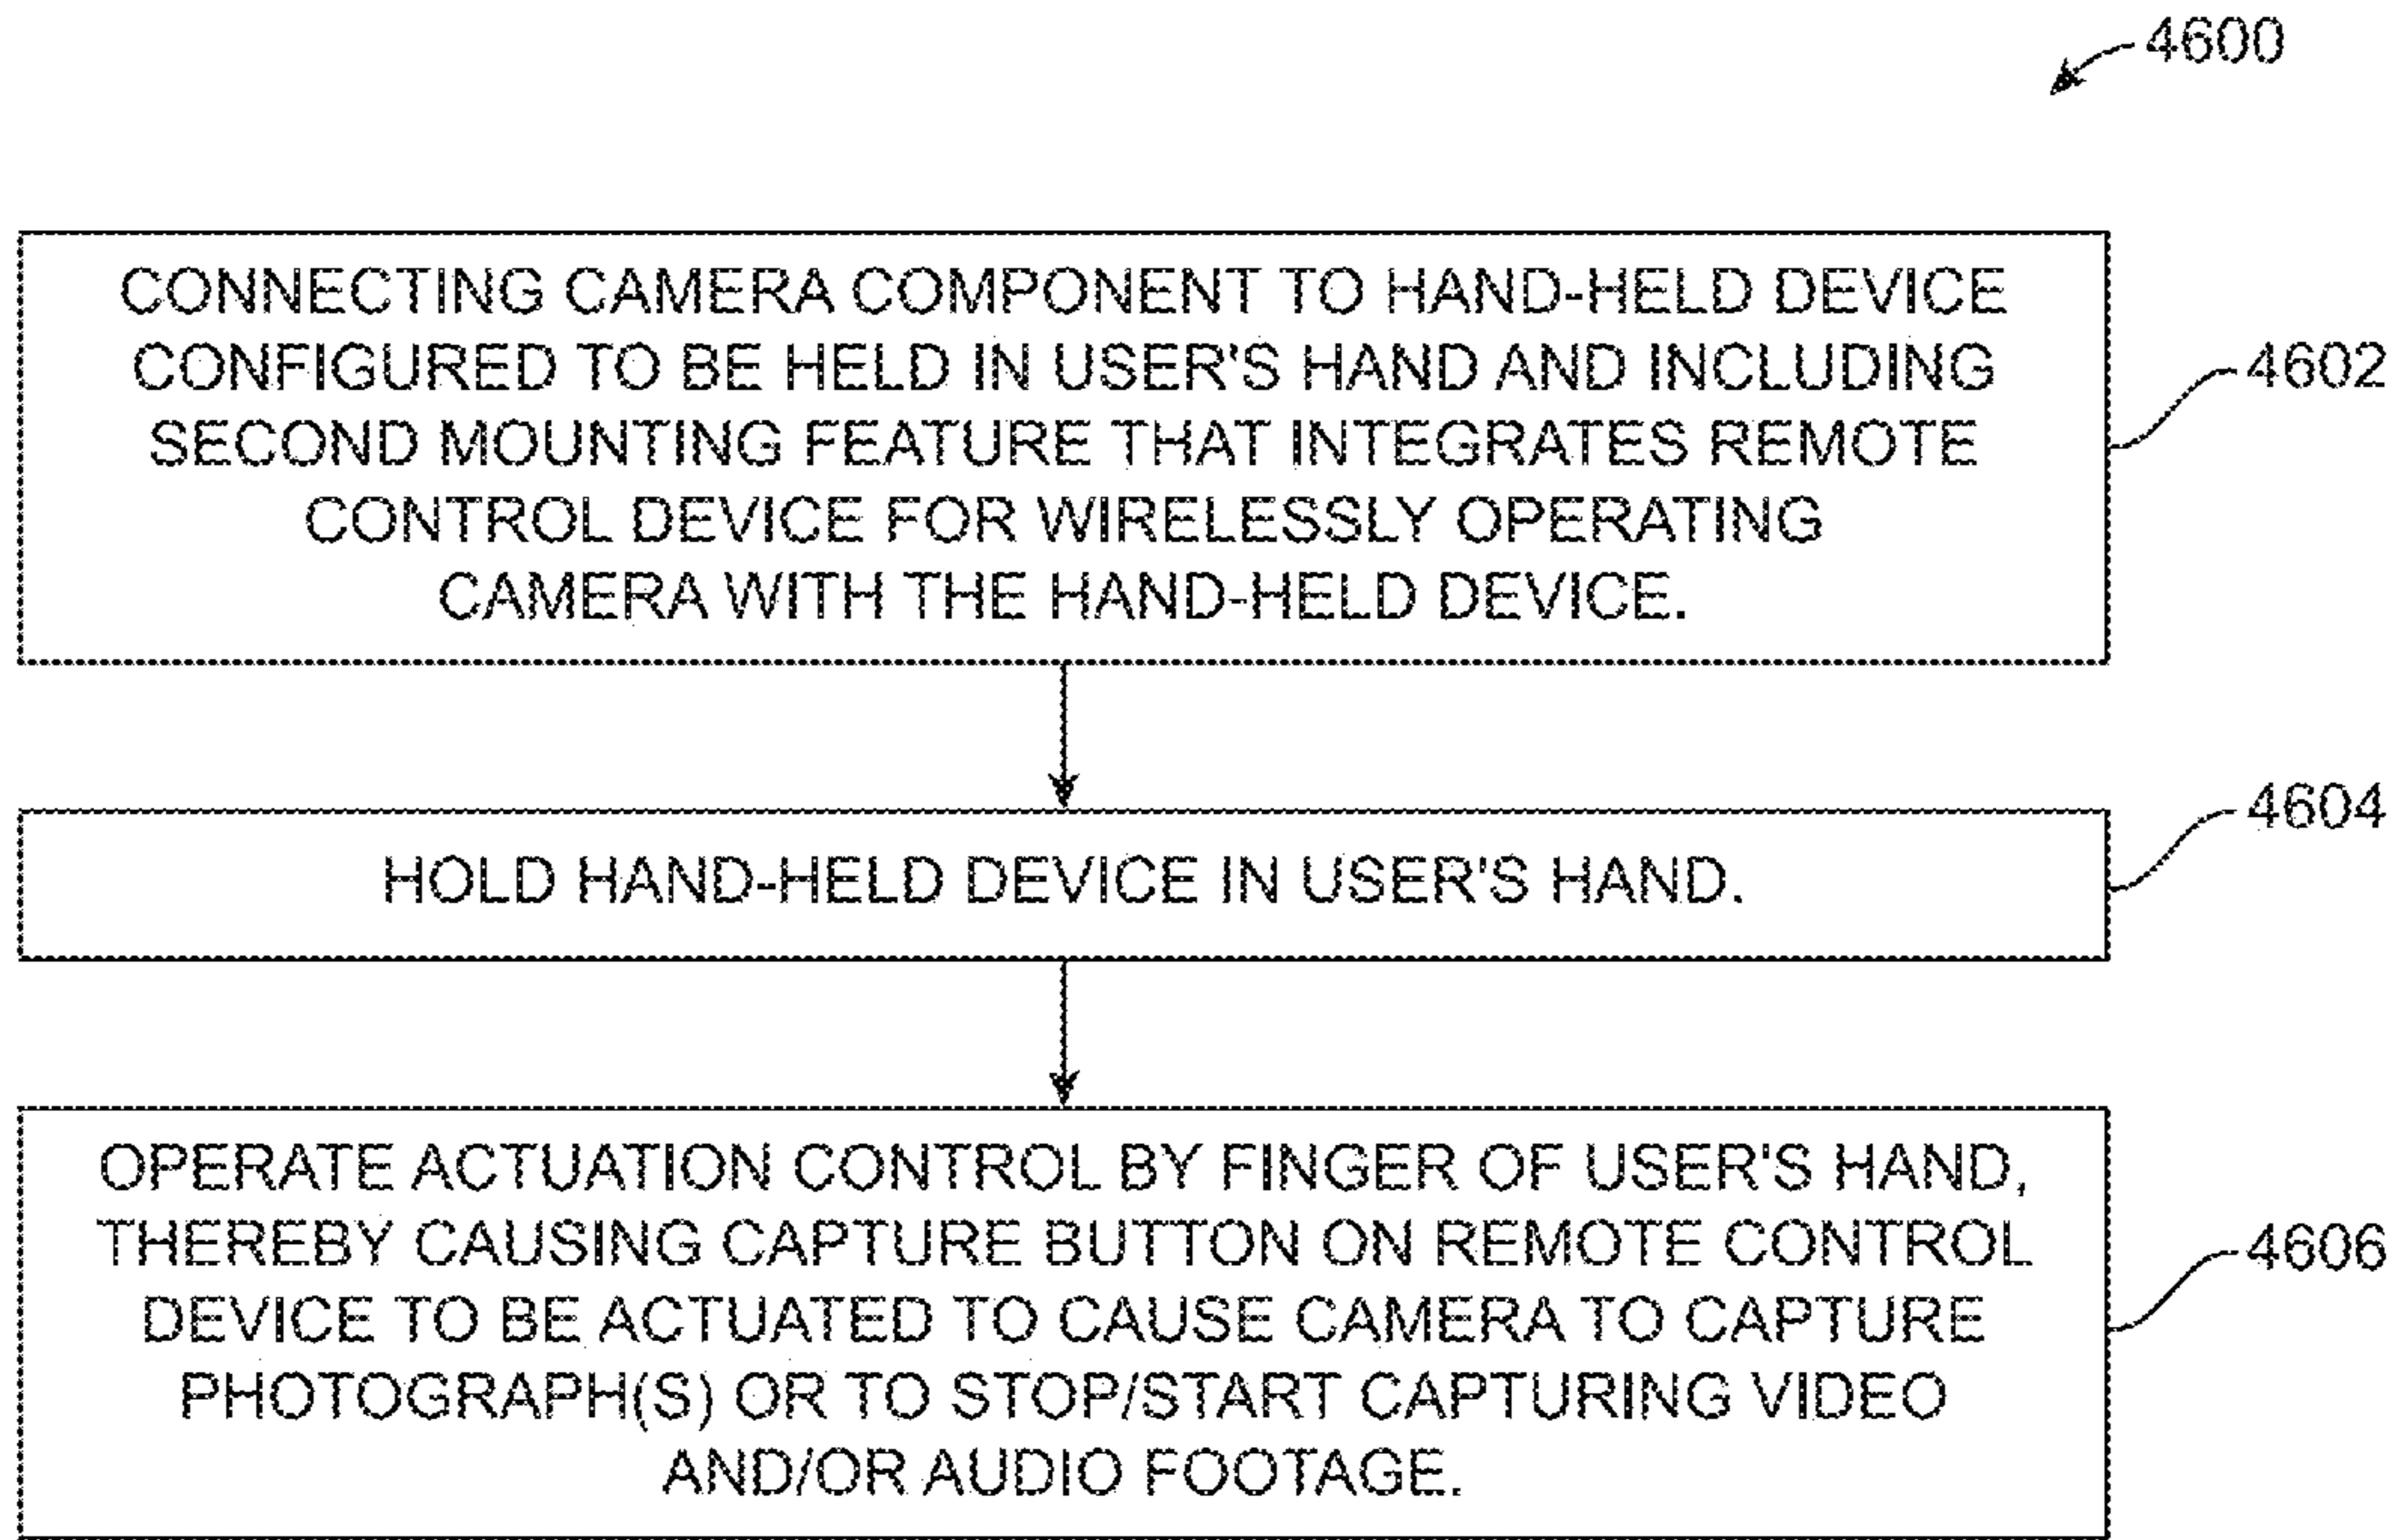 4600
CONNECTING CAMERA COMPONENT TO HAND-HELD DEVICE
CONFIGURED TO BE HELD IN USER'S HAND AND INCLUDING
SECOND MOUNTING FEATURE THAT INTEGRATES REMOTE
CONTROL DEVICE FOR WIRELESSLY OPERATING
CAMERA WITH THE HAND-HELD DEVICE.
4602
HOLD HAND-HELD DEVICE IN USER'S HAND.
4604
OPERATE ACTUATION CONTROL BY FINGER OF USER'S HAND,
THEREBY CAUSING CAPTURE BUTTON ON REMOTE CONTROL
DEVICE TO BE ACTUATED TO CAUSE CAMERA TO CAPTURE
PHOTOGRAPH(S) OR TO STOP/START CAPTURING VIDEO
AND/OR AUDIO FOOTAGE.
4606